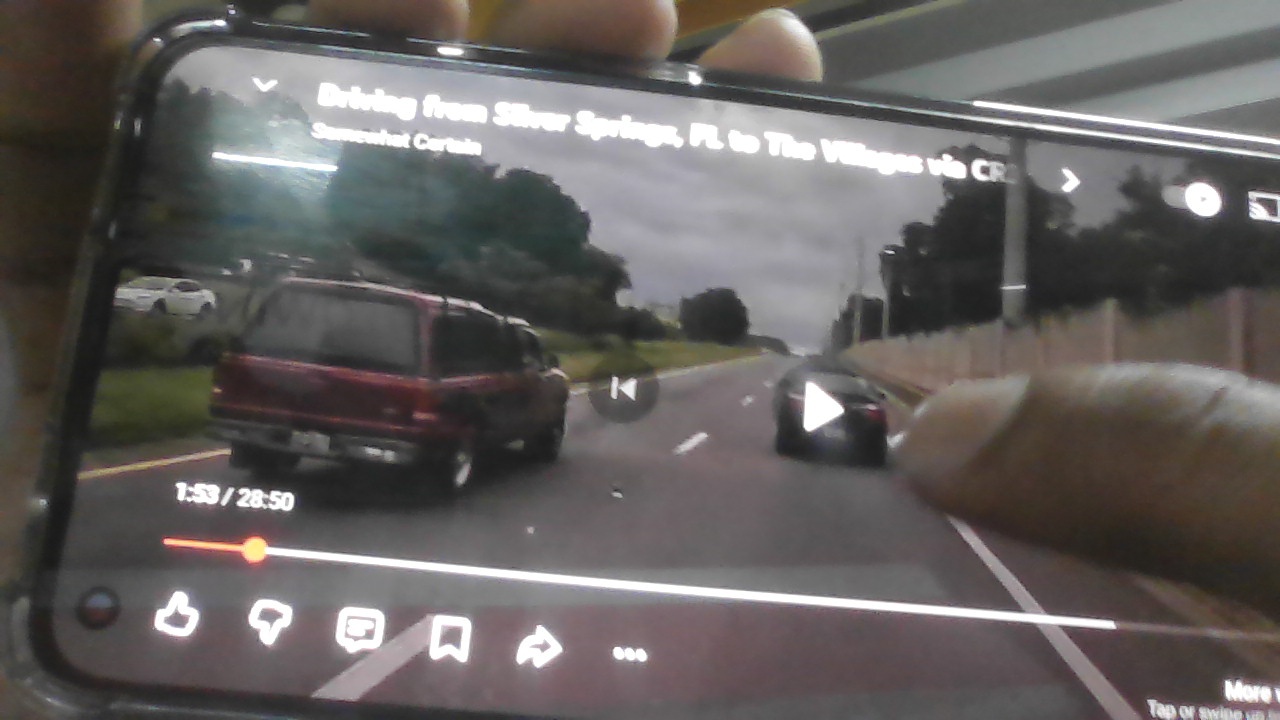 Driving from Silver Springs, FL to The Villages via CR
Somewhat Certain
1:53 / 28:50
More
Tap or swipe up